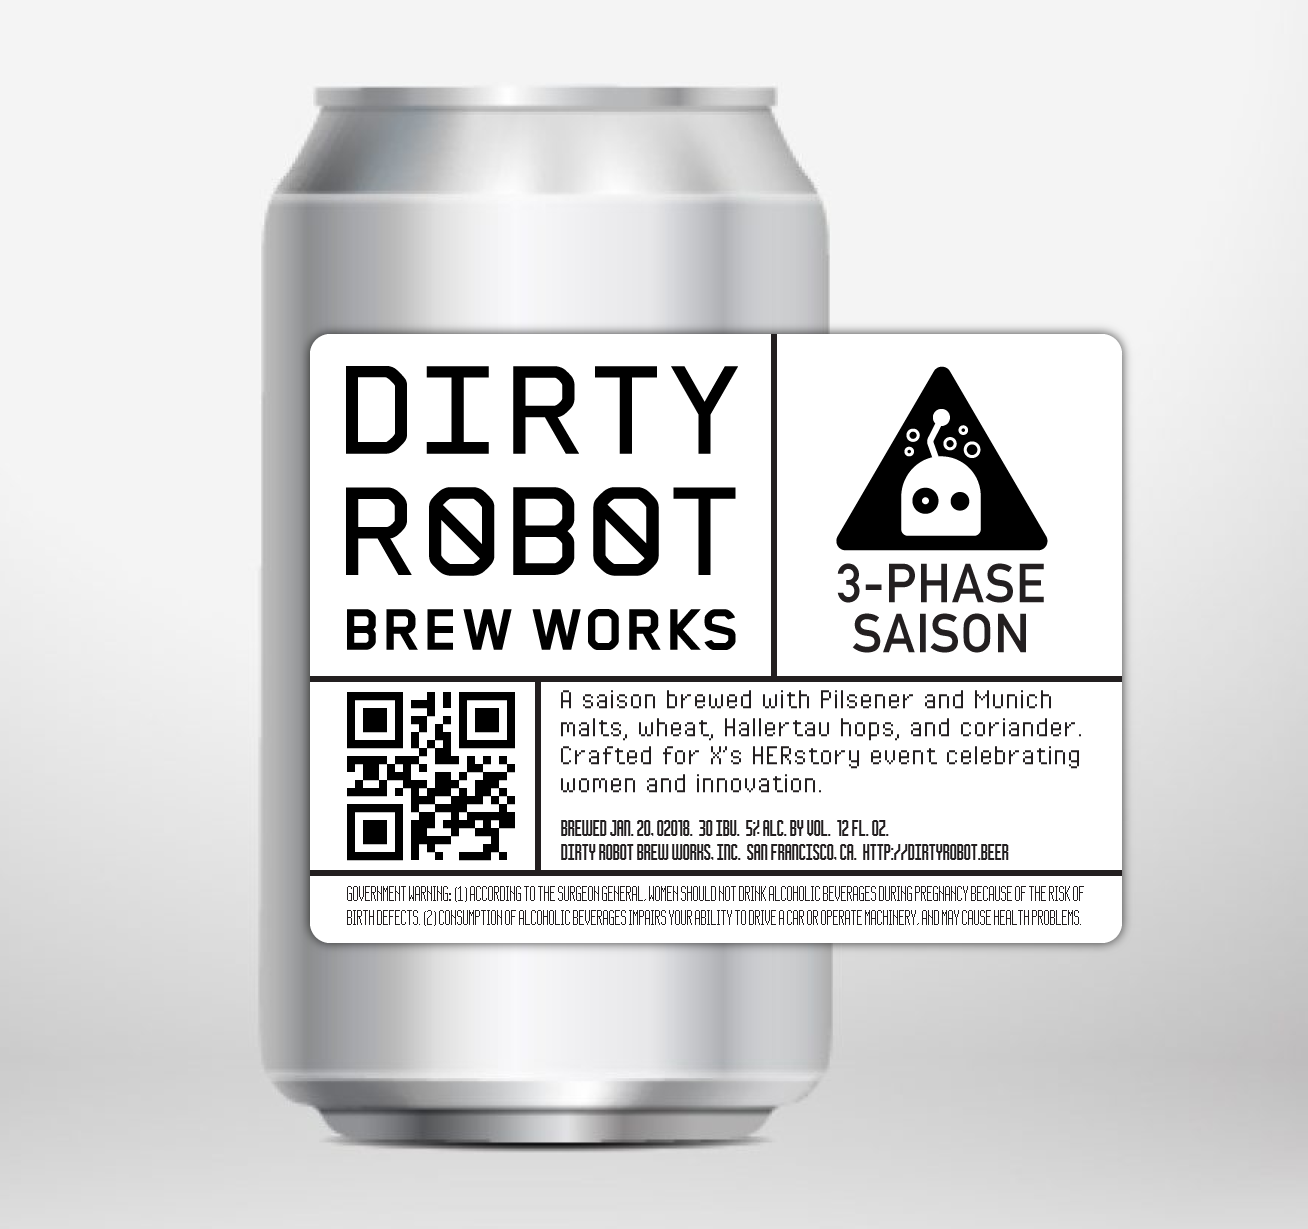 DIRTY
R0B0T
BREW WORKS
3-PHASE
SAISON
A saison brewed with Pilsener and Munich
malts, wheat, Hallertau hops, and coriander.
Crafted for X's HERstory event celebrating
women and innovation.
BREWED JAN. 20, 02018. 30 IBU. 5% ALC. BY VOL. 12 FL. OZ.
DIRTY ROBOT BREW WORKS, INC. SAN FRANCISCO, CA. HTTP://DIRTYROBOT.BEER
GOVERNMENT WARNING: (1) ACCORDING TO THE SURGEON GENERAL, WOMEN SHOULD NOT DRINK ALCOHOLIC BEVERAGES DURING PREGNANCY BECAUSE OF THE RISK OF
BIRTH DEFECTS. (2) CONSUMPTION OF ALCOHOLIC BEVERAGES IMPAIRS YOUR ABILITY TO DRIVE A CAR OR OPERATE MACHINERY, AND MAY CAUSE HEALTH PROBLEMS.